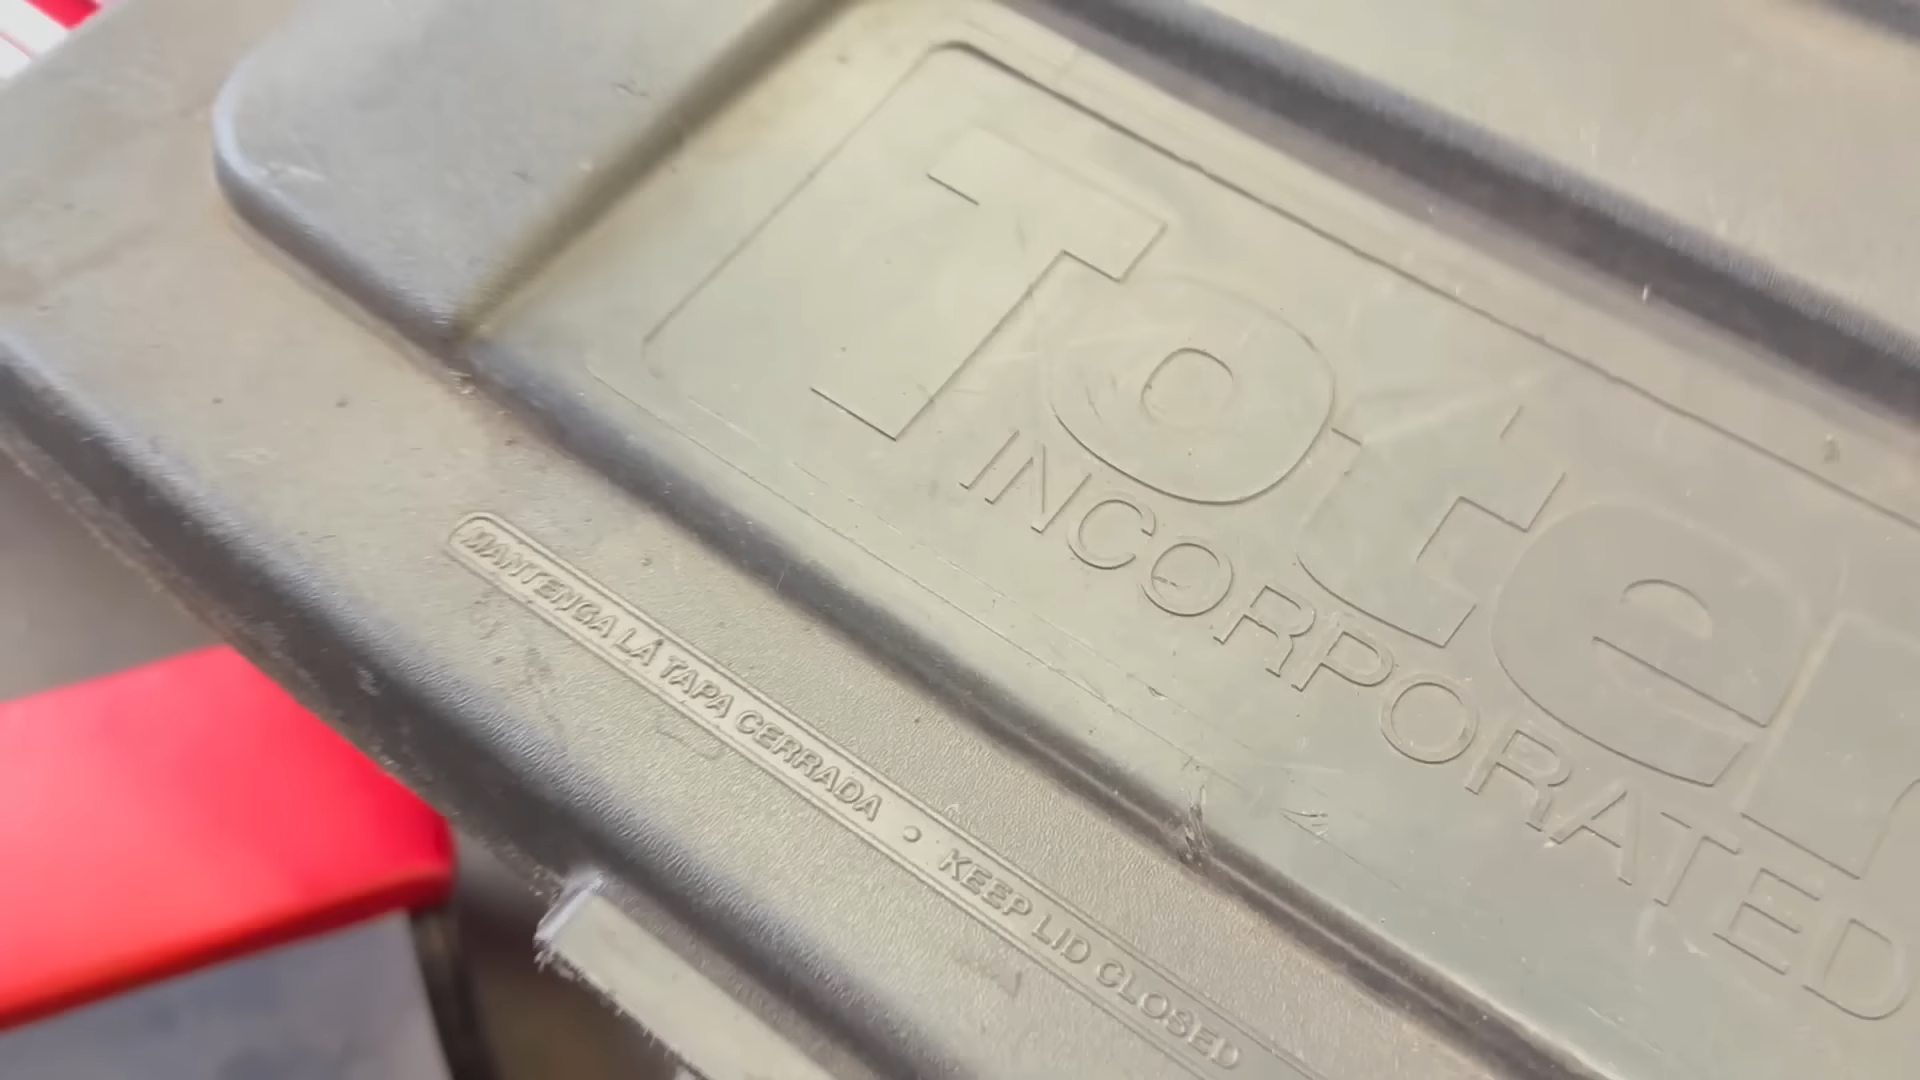 Toter
INCORPORATED
MANTENGA LA TAPA CERRADA • KEEP LID CLOSED